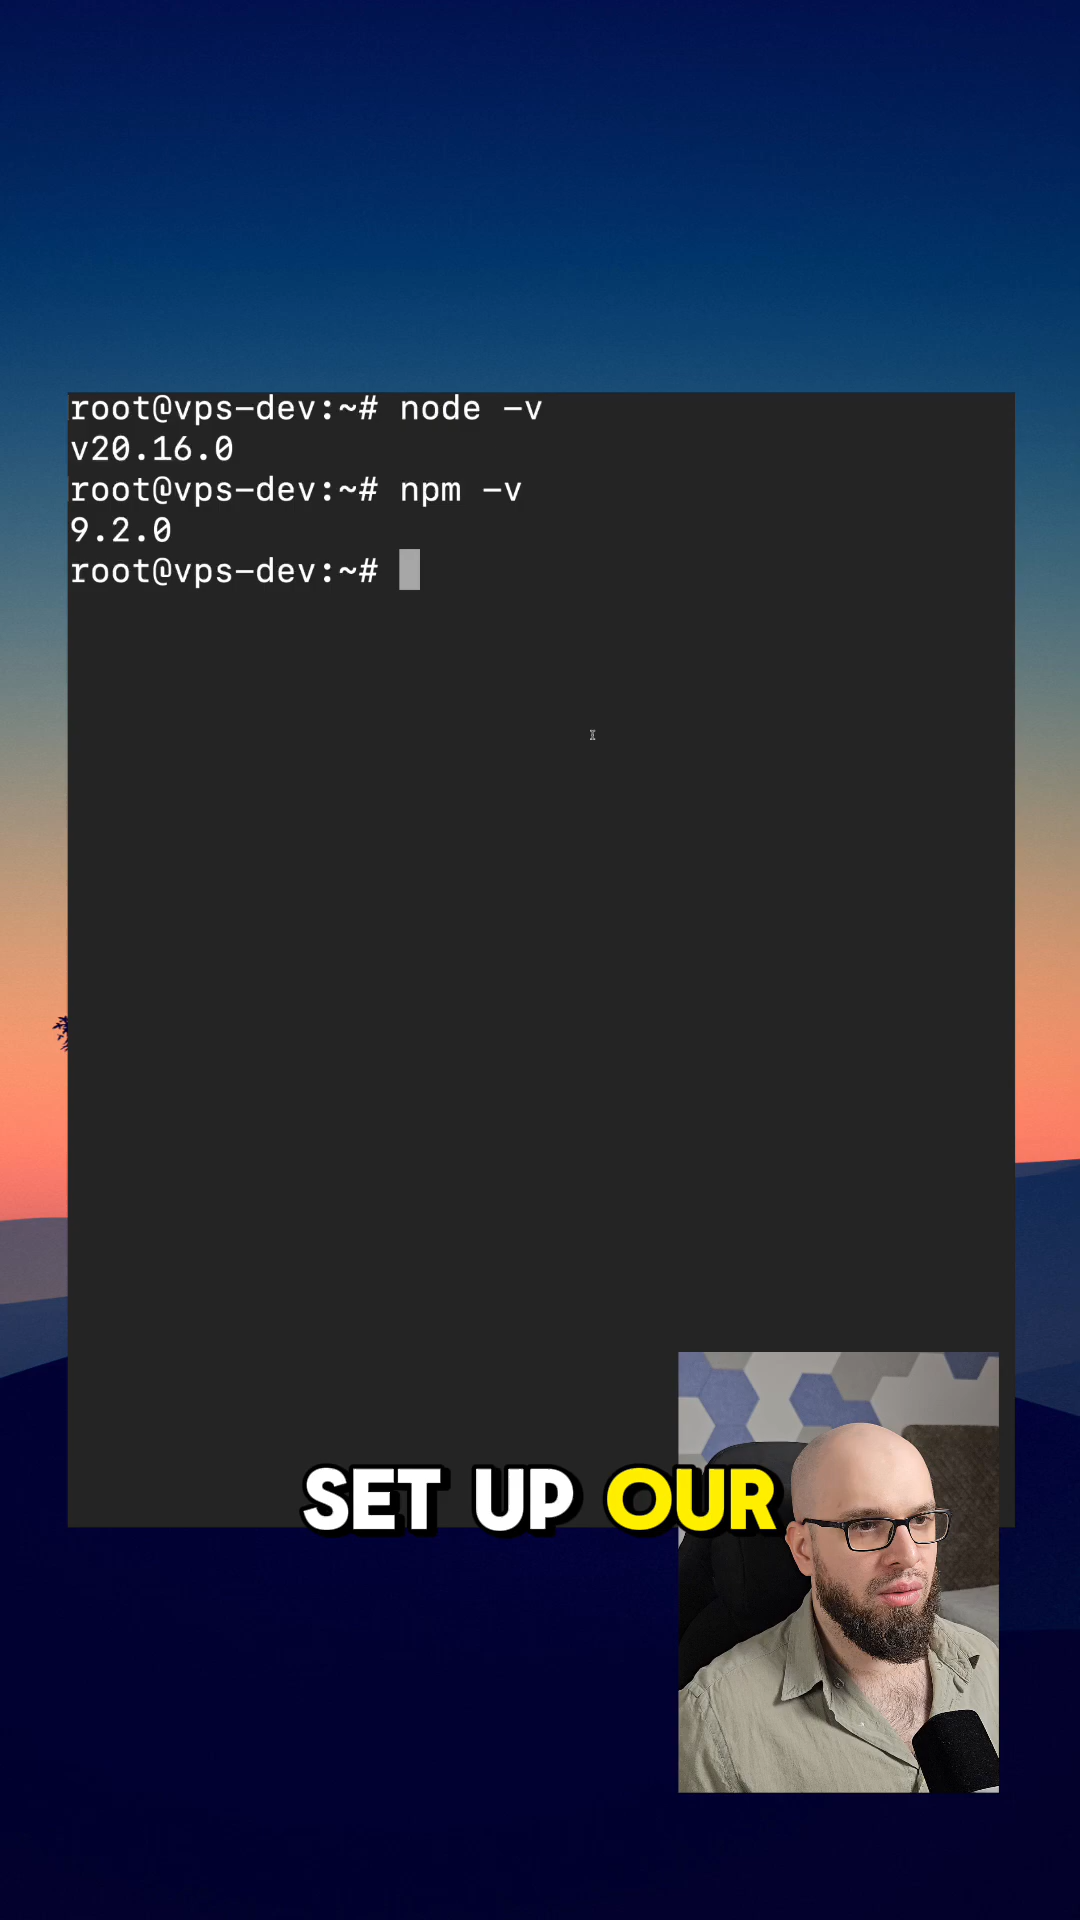 root@vps-dev:~# node -v
v20.16.0
root@vps-dev:~# npm -v
9.2.0
root@vps-dev:~#
SET UP OUR